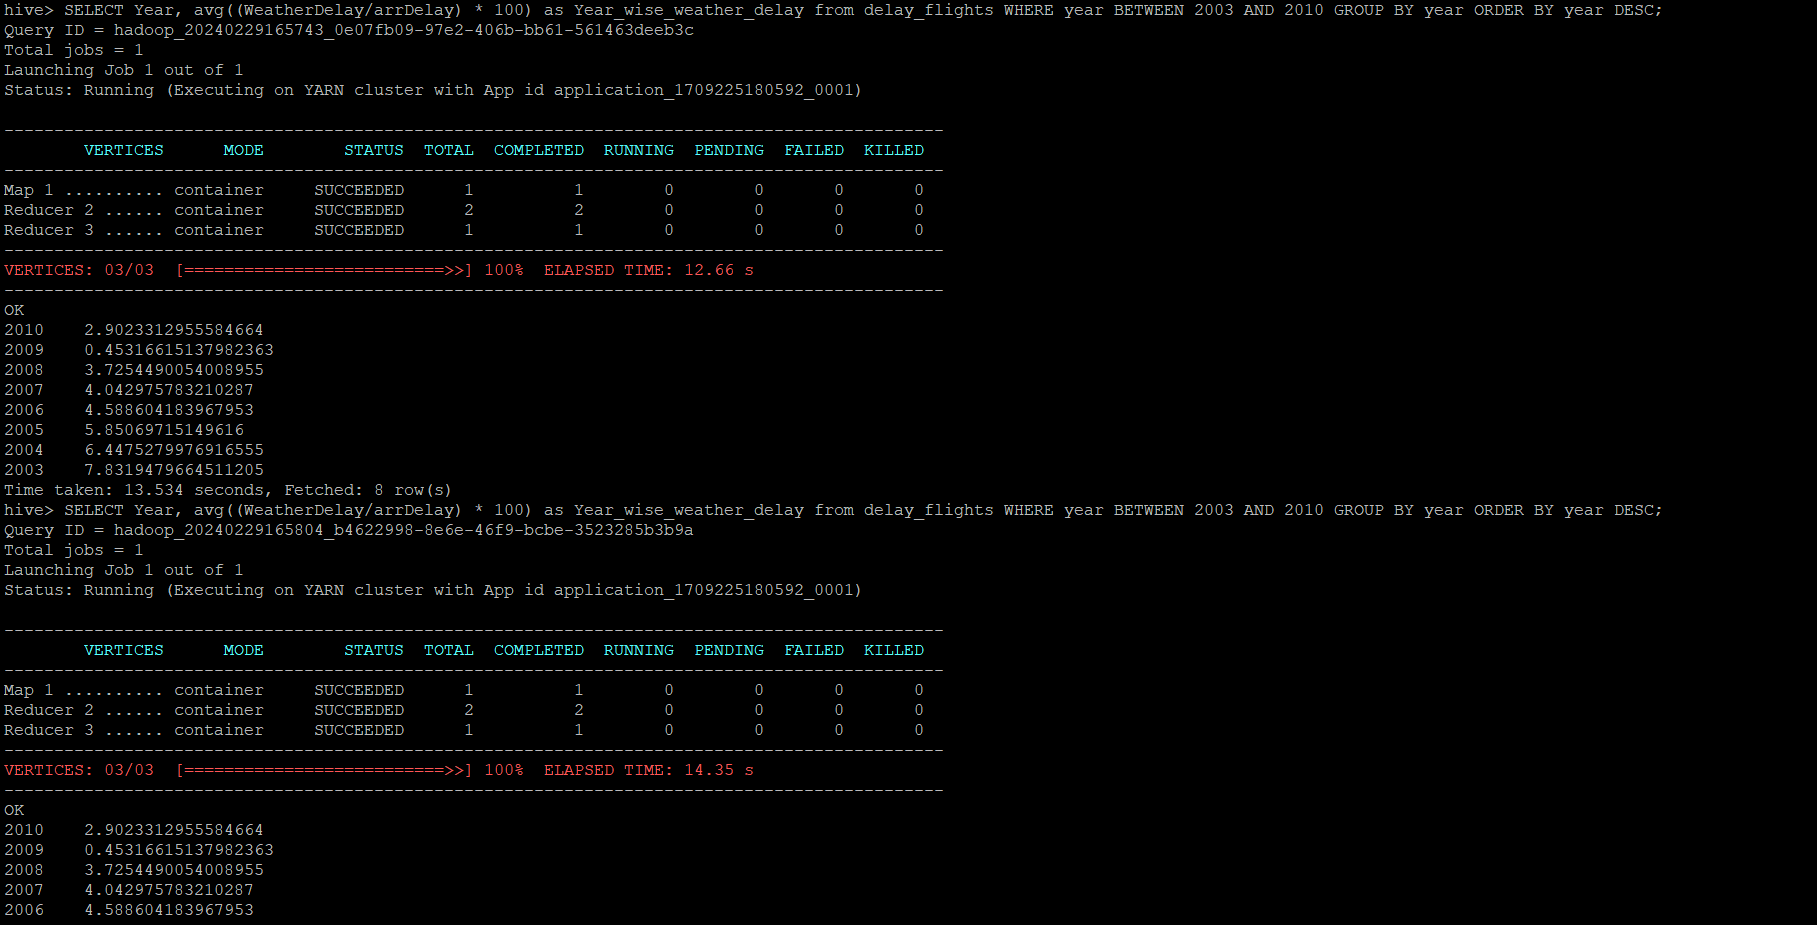 hive> SELECT Year, avg((WeatherDelay/arrDelay) * 100) as Year_wise_weather_delay from delay_flights WHERE year BETWEEN 2003 AND 2010 GROUP BY year ORDER BY year DESC;
Query ID = hadoop_20240229165743_0e07fb09-97e2-406b-bb61-561463deeb3c
Total jobs = 1
Launching Job 1 out of 1
Status: Running (Executing on YARN cluster with App id application_1709225180592_0001)
----------------------------------------------------------------------------------------------
        VERTICES      MODE        STATUS  TOTAL  COMPLETED  RUNNING  PENDING  FAILED  KILLED
----------------------------------------------------------------------------------------------
Map 1 .......... container     SUCCEEDED      1          1        0        0       0       0
Reducer 2 ...... container     SUCCEEDED      2          2        0        0       0       0
Reducer 3 ...... container     SUCCEEDED      1          1        0        0       0       0
----------------------------------------------------------------------------------------------
VERTICES: 03/03  [==========================>>] 100%  ELAPSED TIME: 12.66 s
----------------------------------------------------------------------------------------------
OK
2010    2.9023312955584664
2009    0.45316615137982363
2008    3.7254490054008955
2007    4.042975783210287
2006    4.588604183967953
2005    5.85069715149616
2004    6.4475279976916555
2003    7.8319479664511205
Time taken: 13.534 seconds, Fetched: 8 row(s)
hive> SELECT Year, avg((WeatherDelay/arrDelay) * 100) as Year_wise_weather_delay from delay_flights WHERE year BETWEEN 2003 AND 2010 GROUP BY year ORDER BY year DESC;
Query ID = hadoop_20240229165804_b4622998-8e6e-46f9-bcbe-3523285b3b9a
Total jobs = 1
Launching Job 1 out of 1
Status: Running (Executing on YARN cluster with App id application_1709225180592_0001)
----------------------------------------------------------------------------------------------
        VERTICES      MODE        STATUS  TOTAL  COMPLETED  RUNNING  PENDING  FAILED  KILLED
----------------------------------------------------------------------------------------------
Map 1 .......... container     SUCCEEDED      1          1        0        0       0       0
Reducer 2 ...... container     SUCCEEDED      2          2        0        0       0       0
Reducer 3 ...... container     SUCCEEDED      1          1        0        0       0       0
----------------------------------------------------------------------------------------------
VERTICES: 03/03  [==========================>>] 100%  ELAPSED TIME: 14.35 s
----------------------------------------------------------------------------------------------
OK
2010    2.9023312955584664
2009    0.45316615137982363
2008    3.7254490054008955
2007    4.042975783210287
2006    4.588604183967953